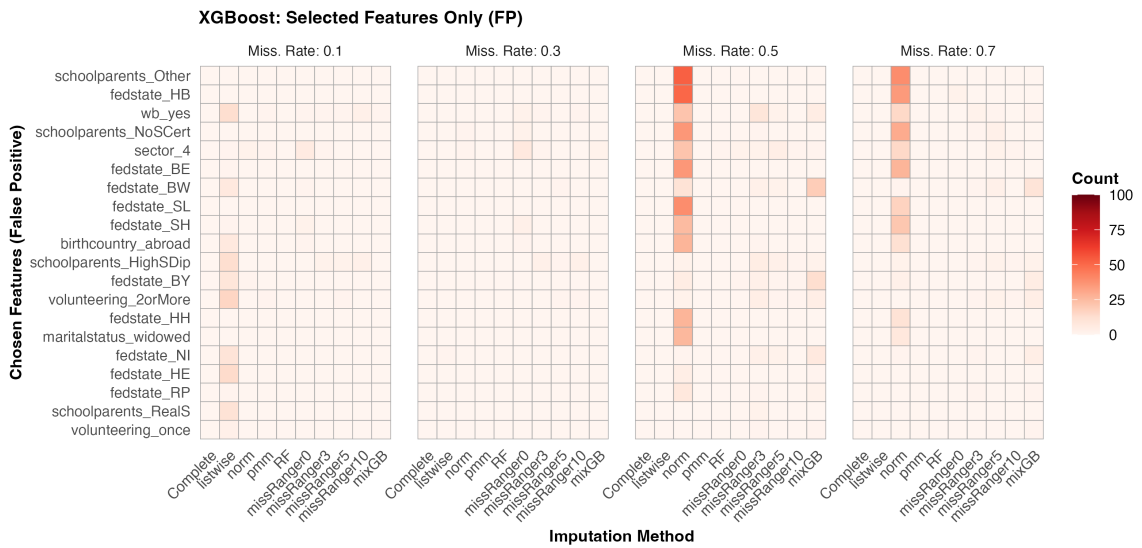 XGBoost: Selected Features Only (FP)
Miss. Rate: 0.1
Miss. Rate: 0.3
Miss. Rate: 0.5
Miss. Rate: 0.7
Chosen Features (False Positive)
schoolparents_Other
fedstate_HB
wb_yes
schoolparents_NoSCert
sector_4
fedstate_BE
fedstate_BW
fedstate_SL
fedstate_SH
birthcountry_abroad
schoolparents_HighSDip
fedstate_BY
volunteering_2orMore
fedstate_HH
maritalstatus_widowed
fedstate_NI
fedstate_HE
fedstate_RP
schoolparents_RealS
volunteering_once
Complete
listwise
norm
pmm
RF
missRanger0
missRanger3
missRanger5
missRanger10
mixGB
Complete
listwise
norm
pmm
RF
missRanger0
missRanger3
missRanger5
missRanger10
mixGB
Complete
listwise
norm
pmm
RF
missRanger0
missRanger3
missRanger5
missRanger10
mixGB
Complete
listwise
norm
pmm
RF
missRanger0
missRanger3
missRanger5
missRanger10
mixGB
Imputation Method
Count
100
75
50
25
0